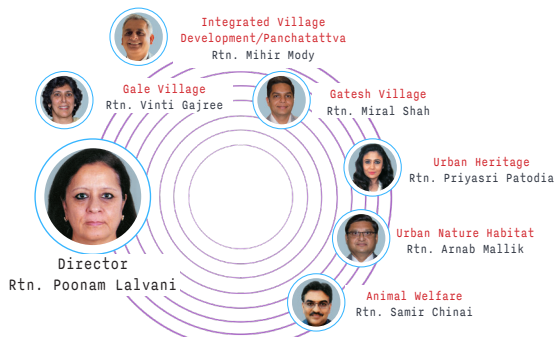 Integrated Village
Development/Panchatattva
Rtn. Mihir Mody
Gale Village
Rtn. Vinti Gajree
Gatesh Village
Rtn. Miral Shah
Urban Heritage
Rtn. Priyasri Patodia
Urban Nature Habitat
Rtn. Arnab Mallik
Director
Rtn. Poonam Lalvani
Animal Welfare
Rtn. Samir Chinai